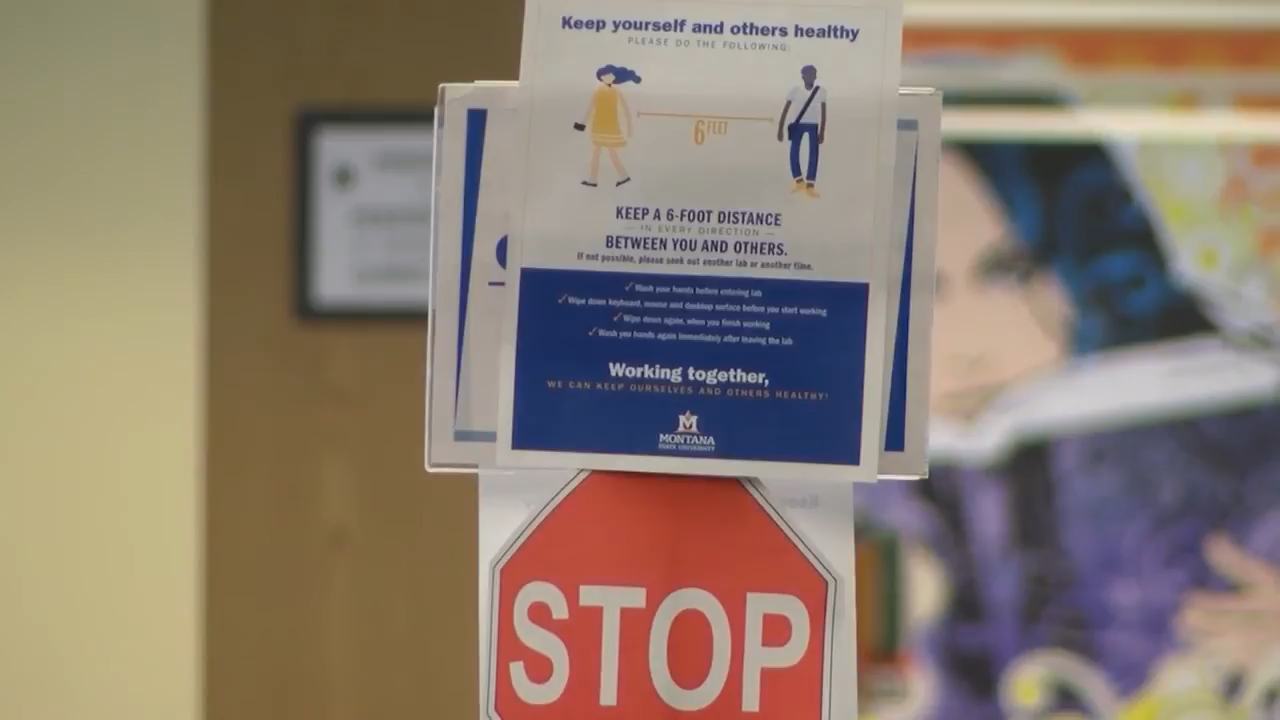 Keep yourself and others healthy
PLEASE DO THE FOLLOWING:
6 FEET
KEEP A 6-FOOT DISTANCE
— IN EVERY DIRECTION —
BETWEEN YOU AND OTHERS.
If not possible, please seek out another lab or another time.
✓Wash your hands before entering lab
✓Wipe down keyboard, mouse and desktop surface before you start working
✓Wipe down again, when you finish working
✓Wash you hands again immediately after leaving the lab
Working together,
WE CAN KEEP OURSELVES AND OTHERS HEALTHY!
M
MONTANA
STATE UNIVERSITY
STOP